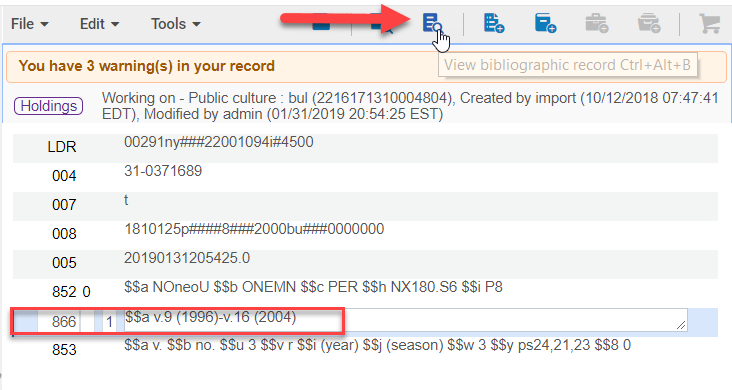 File Edit Tools
View bibliographic record Ctrl+Alt+B
You have 3 warning(s) in your record
Holdings Working on - Public culture : bul (2216171310004804), Created by import (10/12/2018 07:47:41
EDT), Modified by admin (01/31/2019 20:54:25 EST)
LDR 00291ny###22001094i#4500
004 31-0371689
007 t
008 1810125p####8###2000bu###0000000
005 20190131205425.0
852 0 $$a NOneoU $$b ONEMN $$c PER $$h NX180.S6 $$i P8
866 1 $$a v.9 (1996)-v.16 (2004)
853 $$a v. $$b no. $$u 3 $$v r $$i (year) $$j (season) $$w 3 $$y ps24,21,23 $$8 0